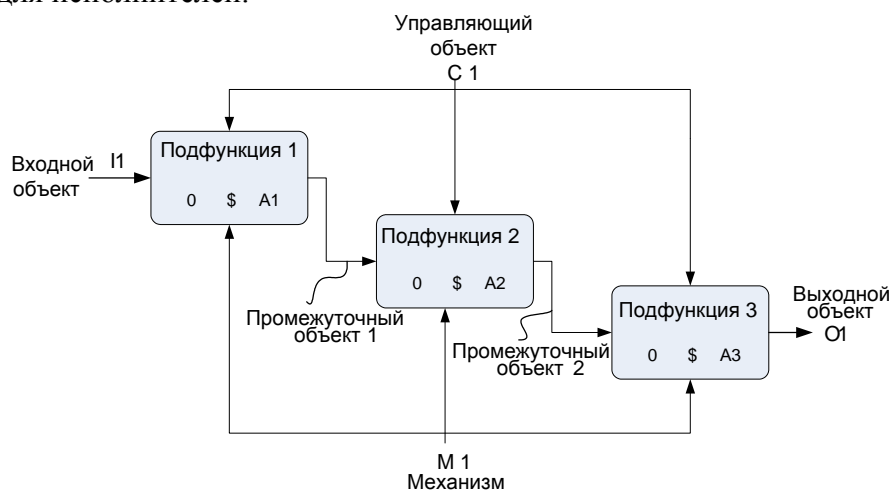 для исполнителей.
Управляющий
объект
C 1
Подфункция 1
0 $ A1
Входной
объект
I1
Подфункция 2
0 $ A2
Промежуточный
объект 1
Подфункция 3
0 $ A3
Промежуточный
объект 2
Выходной
объект
O1
M 1
Механизм